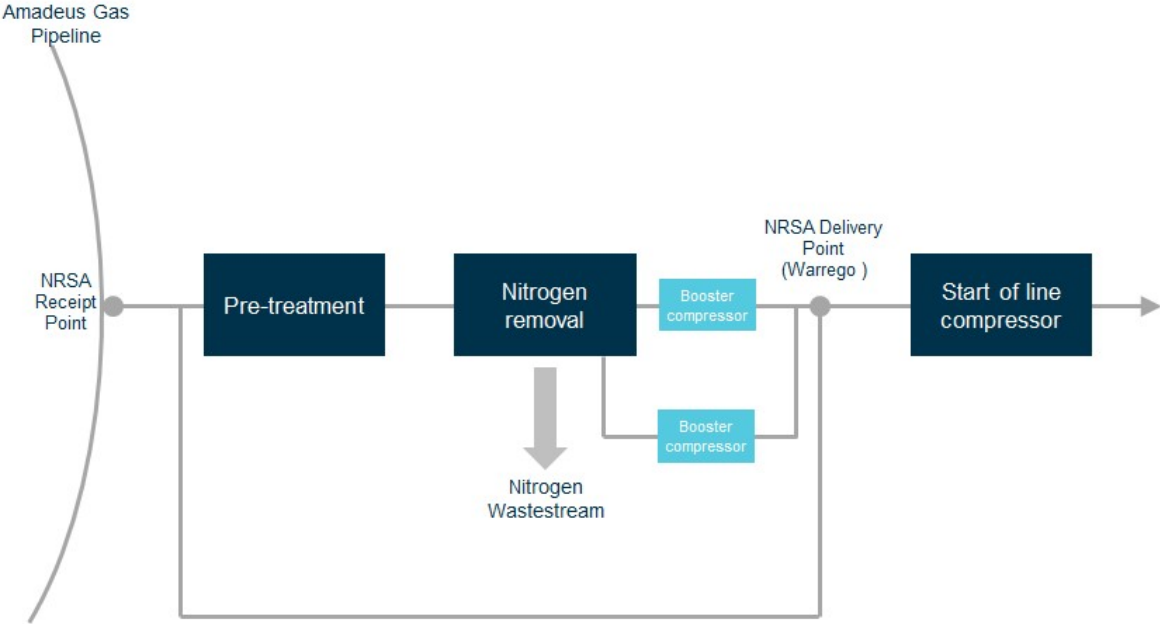 Amadeus Gas
Pipeline
NRSA
Receipt
Point
Pre-treatment
Nitrogen
removal
Booster
compressor
NRSA Delivery
Point
(Warrego )
Start of line
compressor
Booster
compressor
Nitrogen
Wastestream